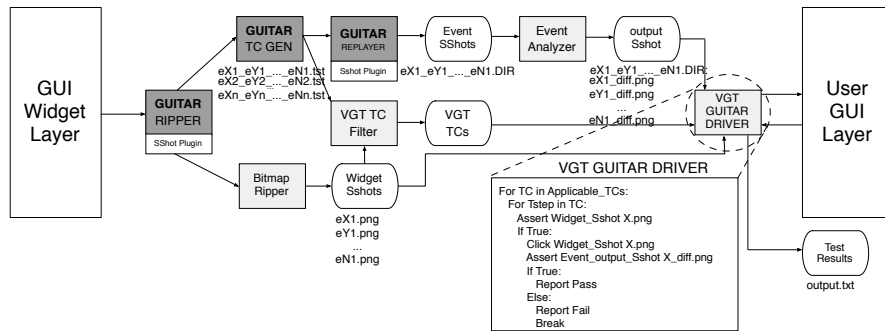 GUI
Widget
Layer
GUITAR
RIPPER
SShot Plugin
GUITAR
TC GEN
eX1_eY1_..._eN1.tst
eX2_eY2_..._eN2.tst
eXn_eYn_..._eNn.tst
GUITAR
REPLAYER
Sshot Plugin
Event
SShots
eX1_eY1_..._eN1.DIR
Event
Analyzer
output
Sshot
eX1_eY1_..._eN1.DIR:
eX1_diff.png
eY1_diff.png
...
eN1_diff.png
VGT TC
Filter
VGT
TCs
Bitmap
Ripper
Widget
Sshots
eX1.png
eY1.png
...
eN1.png
VGT
GUITAR
DRIVER
User
GUI
Layer
VGT GUITAR DRIVER
For TC in Applicable_TCs:
For Tstep in TC:
Assert Widget_Sshot X.png
If True:
Click Widget_Sshot X.png
Assert Event_output_Sshot X_diff.png
If True:
Report Pass
Else:
Report Fail
Break
Test
Results
output.txt